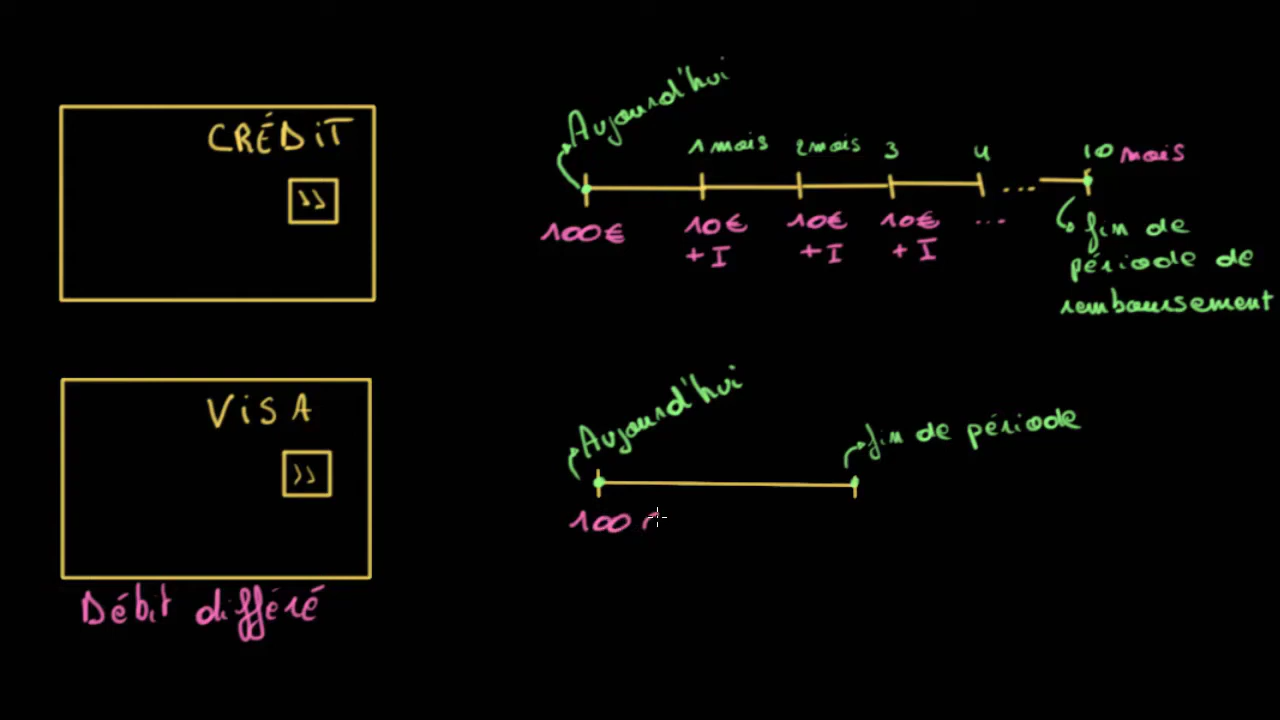 Aujourd'hui
CRÉDIT
1 mois 2 mois 3 4 ... 10 mois
100€ 10€ 10€ 10€ ...
+ I + I + I
fin de
période de
remboursement
VISA
Aujourd'hui
fin de période
100
Débit différé